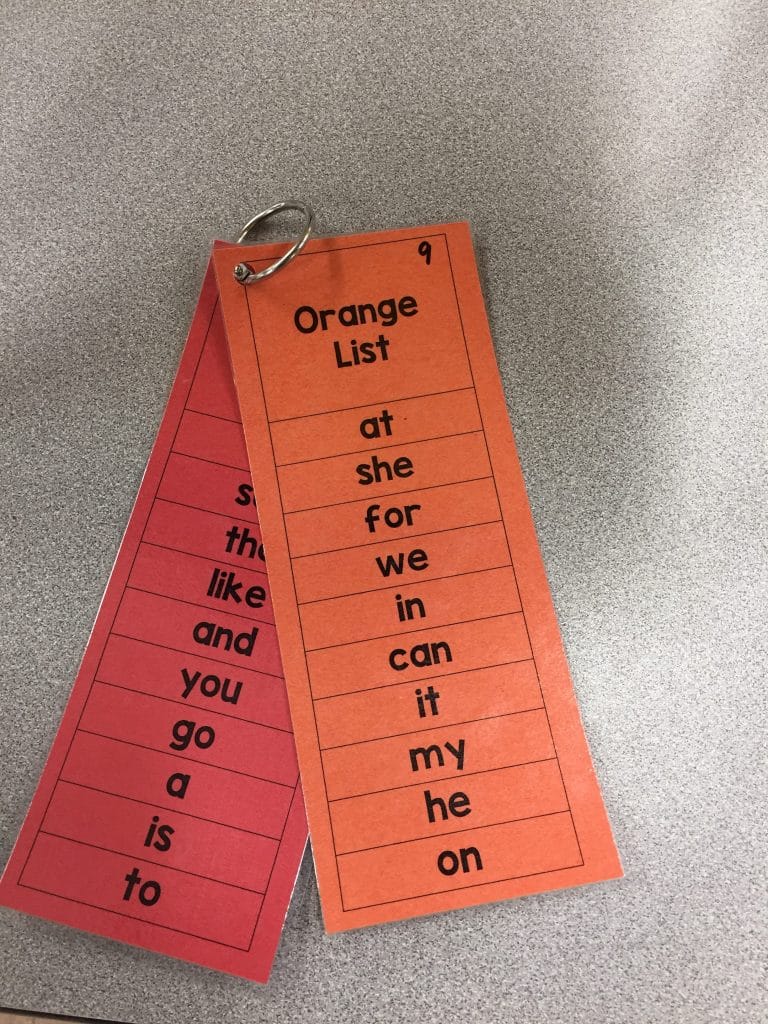 9
Orange
List
at
she
for
we
in
can
it
my
he
on
like
and
you
go
a
is
to